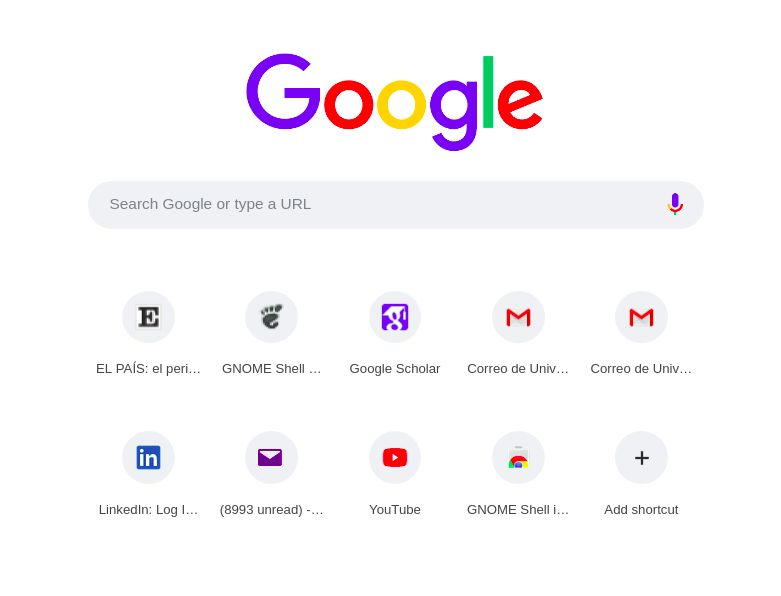 Google
Search Google or type a URL
EL PAÍS: el peri…
GNOME Shell …
Google Scholar
Correo de Univ…
Correo de Univ…
LinkedIn: Log I…
(8993 unread) -…
YouTube
GNOME Shell i…
Add shortcut